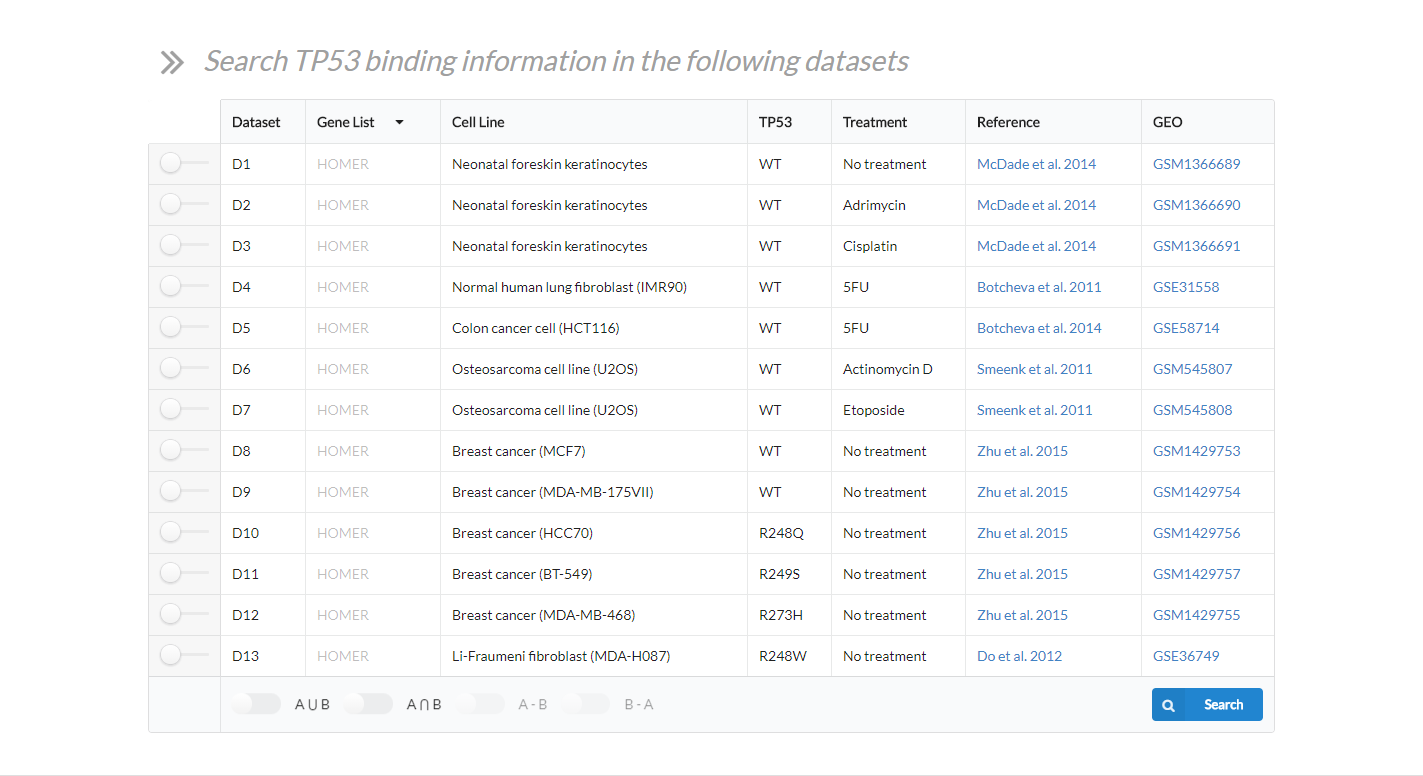 Search TP53 binding information in the following datasets
Dataset Gene List Cell Line TP53 Treatment Reference GEO
D1 HOMER Neonatal foreskin keratinocytes WT No treatment McDade et al. 2014 GSM1366689
D2 HOMER Neonatal foreskin keratinocytes WT Adrimycin McDade et al. 2014 GSM1366690
D3 HOMER Neonatal foreskin keratinocytes WT Cisplatin McDade et al. 2014 GSM1366691
D4 HOMER Normal human lung fibroblast (IMR90) WT 5FU Botcheva et al. 2011 GSE31558
D5 HOMER Colon cancer cell (HCT116) WT 5FU Botcheva et al. 2014 GSE58714
D6 HOMER Osteosarcoma cell line (U2OS) WT Actinomycin D Smeenk et al. 2011 GSM545807
D7 HOMER Osteosarcoma cell line (U2OS) WT Etoposide Smeenk et al. 2011 GSM545808
D8 HOMER Breast cancer (MCF7) WT No treatment Zhu et al. 2015 GSM1429753
D9 HOMER Breast cancer (MDA-MB-175VII) WT No treatment Zhu et al. 2015 GSM1429754
D10 HOMER Breast cancer (HCC70) R248Q No treatment Zhu et al. 2015 GSM1429756
D11 HOMER Breast cancer (BT-549) R249S No treatment Zhu et al. 2015 GSM1429757
D12 HOMER Breast cancer (MDA-MB-468) R273H No treatment Zhu et al. 2015 GSM1429755
D13 HOMER Li-Fraumeni fibroblast (MDA-H087) R248W No treatment Do et al. 2012 GSE36749
A ∪ B A ∩ B A - B B - A Search